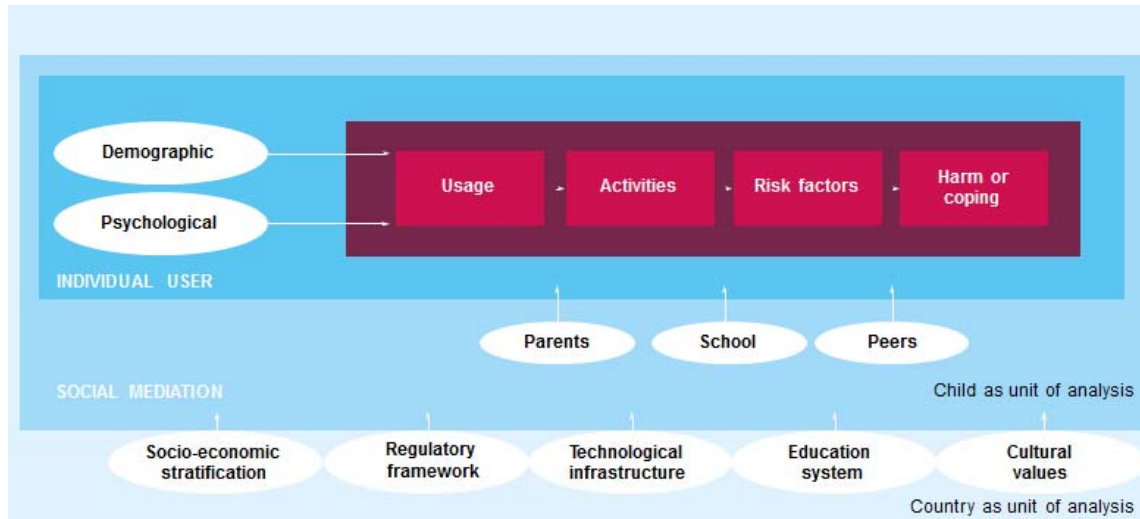 Demographic
Psychological
Usage
Activities
Risk factors
Harm or
coping
INDIVIDUAL USER
Parents
School
Peers
SOCIAL MEDIATION
Child as unit of analysis
Socio-economic
stratification
Regulatory
framework
Technological
infrastructure
Education
system
Cultural
values
Country as unit of analysis